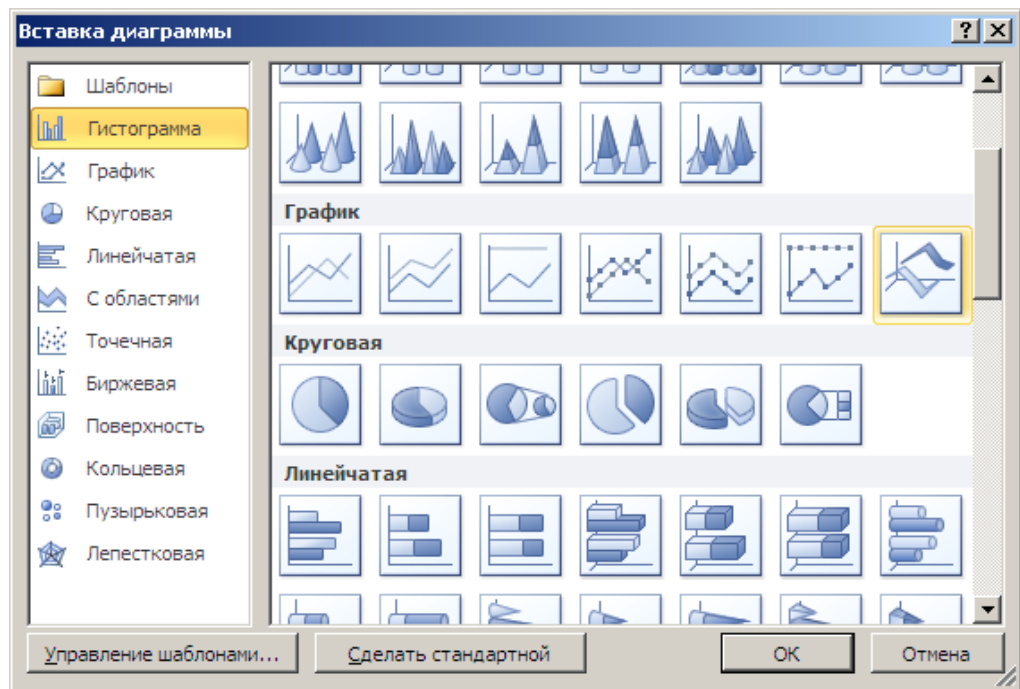 Вставка диаграммы
Шаблоны
Гистограмма
График
Круговая
Линейчатая
С областями
Точечная
Биржевая
Поверхность
Кольцевая
Пузырьковая
Лепестковая
График
Круговая
Линейчатая
Управление шаблонами...
Сделать стандартной
ОК
Отмена